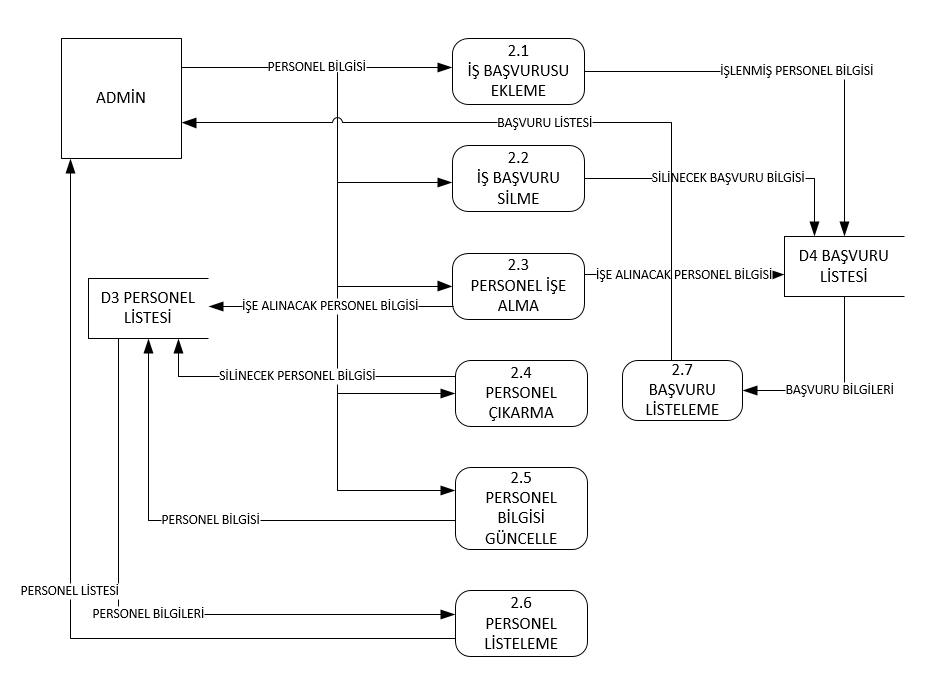 ADMİN
PERSONEL BİLGİSİ
2.1
İŞ BAŞVURUSU
EKLEME
İŞLENMİŞ PERSONEL BİLGİSİ
BAŞVURU LİSTESİ
2.2
İŞ BAŞVURU
SİLME
SİLİNECEK BAŞVURU BİLGİSİ
D4 BAŞVURU
LİSTESİ
2.3
PERSONEL İŞE
ALMA
İŞE ALINACAK PERSONEL BİLGİSİ
D3 PERSONEL
LİSTESİ
İŞE ALINACAK PERSONEL BİLGİSİ
SİLİNECEK PERSONEL BİLGİSİ
2.4
PERSONEL
ÇIKARMA
2.7
BAŞVURU
LİSTELEME
BAŞVURU BİLGİLERİ
2.5
PERSONEL
BİLGİSİ
GÜNCELLE
PERSONEL BİLGİSİ
PERSONEL LİSTESİ
PERSONEL BİLGİLERİ
2.6
PERSONEL
LİSTELEME